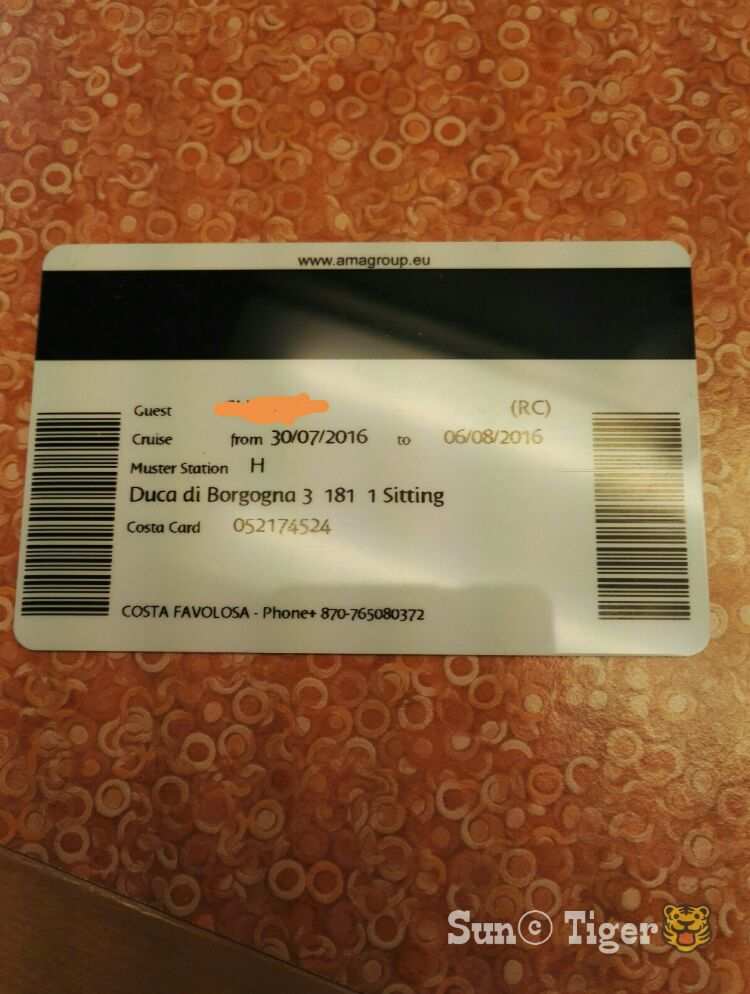 www.amagroup.eu
Guest (RC)
Cruise from 30/07/2016 to 06/08/2016
Muster Station H
Duca di Borgogna 3 181 1 Sitting
Costa Card 052174524
COSTA FAVOLOSA - Phone+ 870-765080372
Sun© Tiger🐯